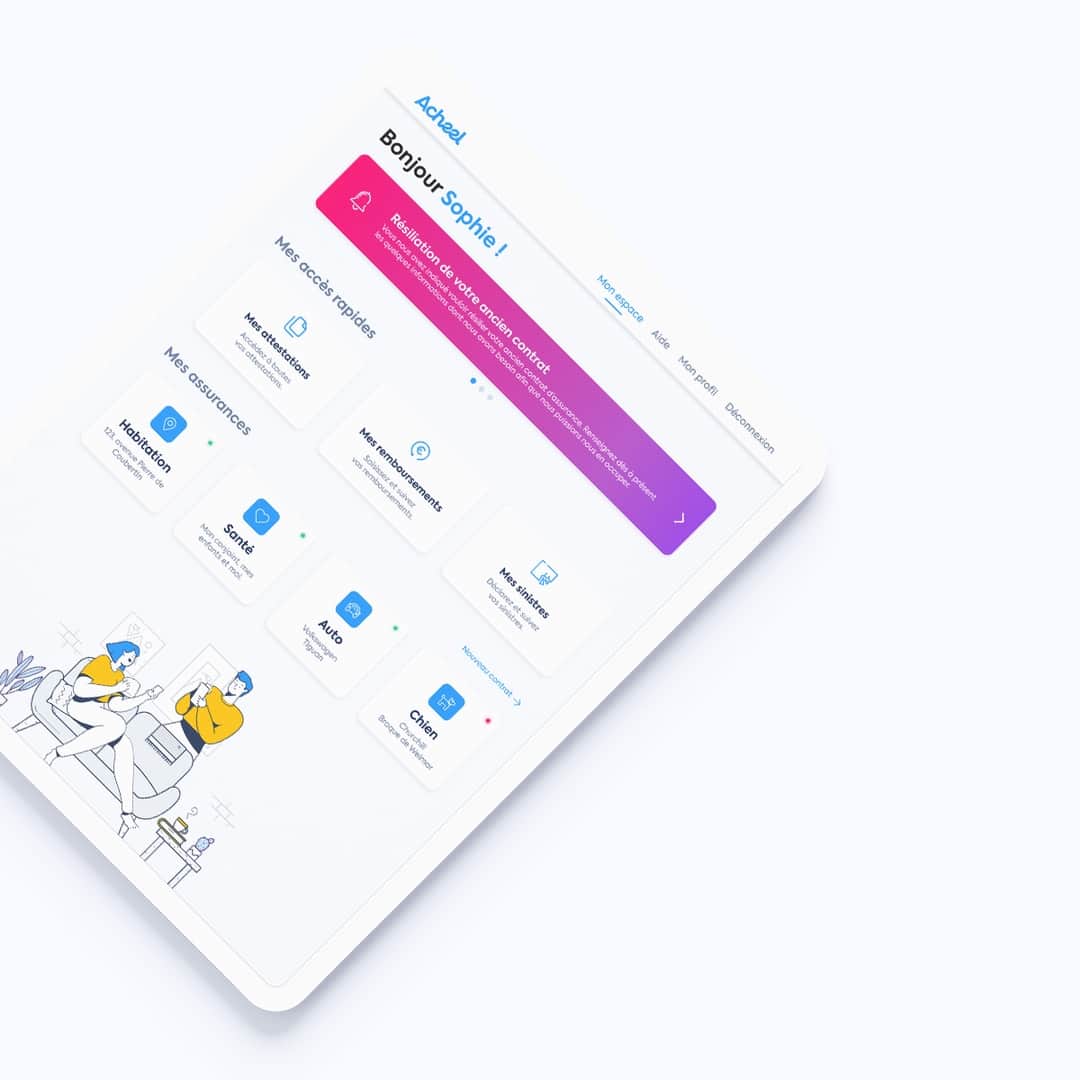 Acheel
Mon espace
Aide
Mon profil
Déconnexion
Bonjour Sophie !
Résiliation de votre ancien contrat
Vous nous avez indiqué vouloir résilier votre ancien contrat d'assurance. Renseignez dès à présent
les quelques informations dont nous avons besoin afin que nous puissions nous en occuper.
Mes accès rapides
Mes attestations
Accédez à toutes
vos attestations.
Mes remboursements
Saisissez et suivez
vos remboursements.
Mes sinistres
Déclarez et suivez
vos sinistres.
Mes assurances
Nouveau contrat
Habitation
123, avenue Pierre de
Coubertin
Santé
Mon conjoint, mes
enfants et moi.
Auto
Volkswagen
Tiguan
Chien
Churchill
Braque de Weimar